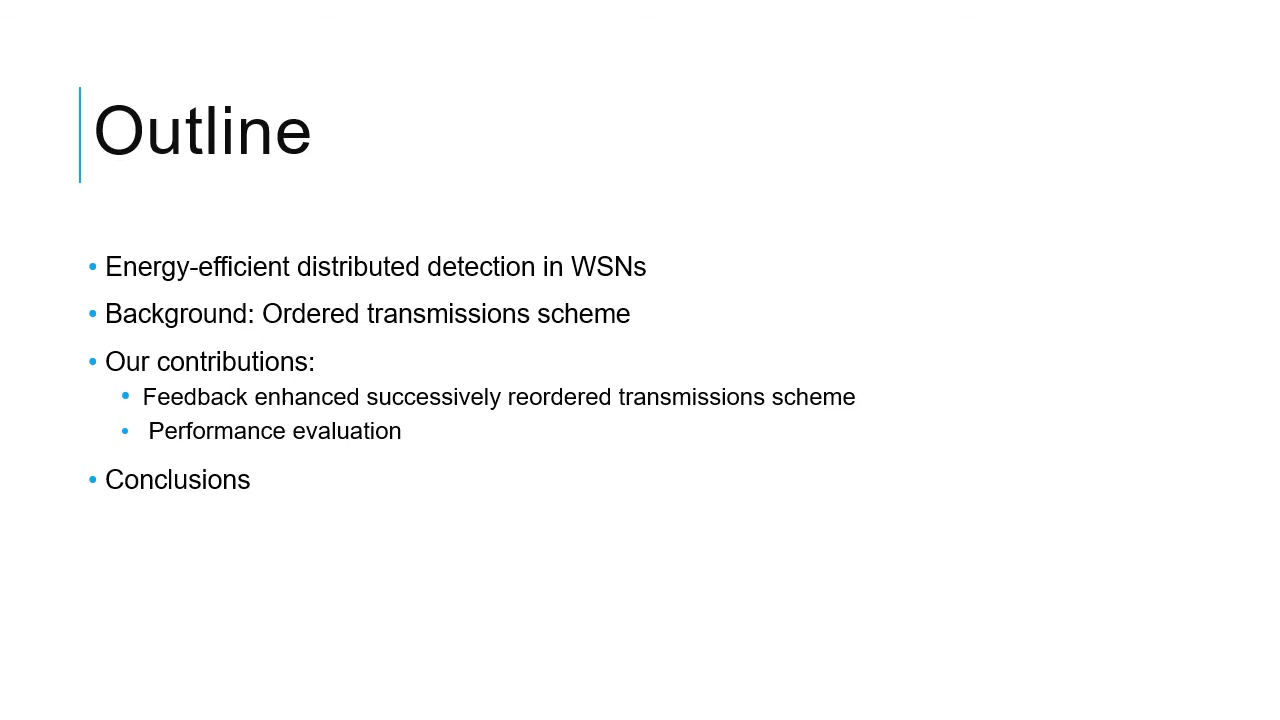 Outline
• Energy-efficient distributed detection in WSNs
• Background: Ordered transmissions scheme
• Our contributions:
• Feedback enhanced successively reordered transmissions scheme
• Performance evaluation
• Conclusions